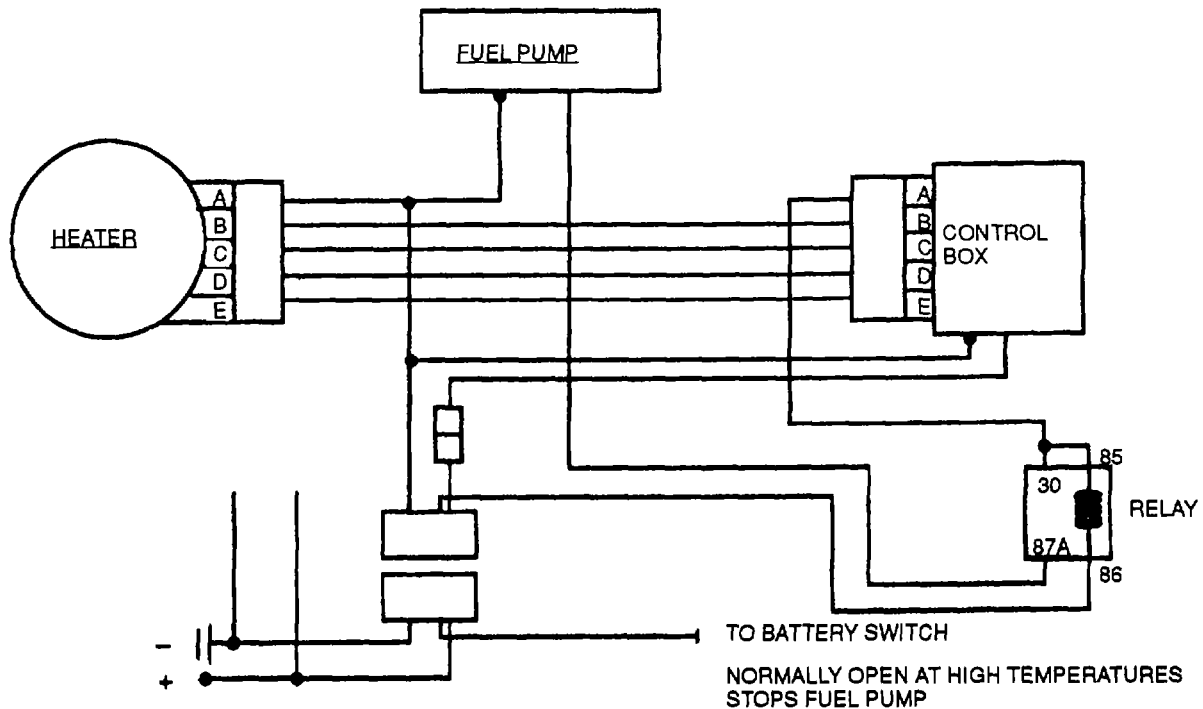 FUEL PUMP
HEATER
A
B
C
D
E
A
B
C
D
E
CONTROL
BOX
85
30
RELAY
87A
86
−
+
TO BATTERY SWITCH
NORMALLY OPEN AT HIGH TEMPERATURES
STOPS FUEL PUMP